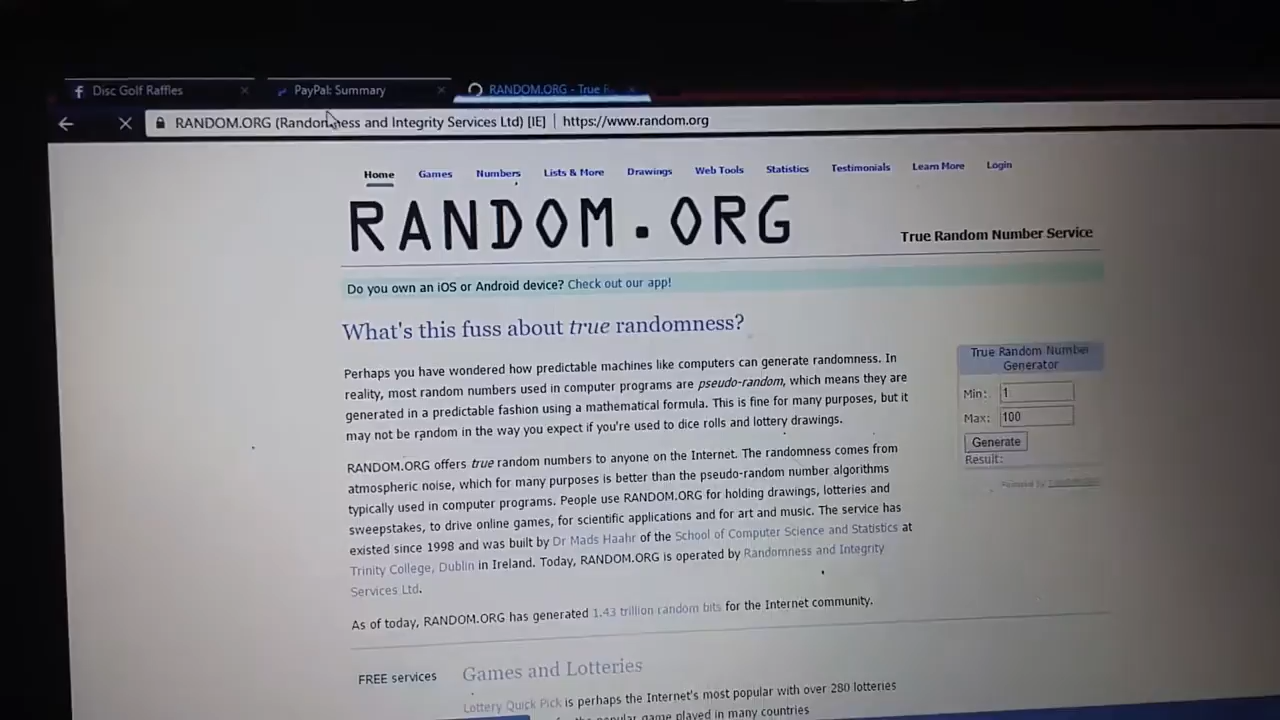 Disc Golf Raffles
PayPal: Summary
RANDOM.ORG - True R
RANDOM.ORG (Randomness and Integrity Services Ltd) [IE] | https://www.random.org
Home Games Numbers Lists & More Drawings Web Tools Statistics Testimonials Learn More Login
RANDOM.ORG
True Random Number Service
Do you own an iOS or Android device? Check out our app!
What's this fuss about true randomness?
Perhaps you have wondered how predictable machines like computers can generate randomness. In
reality, most random numbers used in computer programs are pseudo-random, which means they are
generated in a predictable fashion using a mathematical formula. This is fine for many purposes, but it
may not be random in the way you expect if you're used to dice rolls and lottery drawings.
RANDOM.ORG offers true random numbers to anyone on the Internet. The randomness comes from
atmospheric noise, which for many purposes is better than the pseudo-random number algorithms
typically used in computer programs. People use RANDOM.ORG for holding drawings, lotteries and
sweepstakes, to drive online games, for scientific applications and for art and music. The service has
existed since 1998 and was built by Dr Mads Haahr of the School of Computer Science and Statistics at
Trinity College, Dublin in Ireland. Today, RANDOM.ORG is operated by Randomness and Integrity
Services Ltd.
As of today, RANDOM.ORG has generated 1.43 trillion random bits for the Internet community.
True Random Number
Generator
Min: 1
Max: 100
Generate
Result:
Powered by
FREE services
Games and Lotteries
Lottery Quick Pick is perhaps the Internet's most popular with over 280 lotteries
game played in many countries